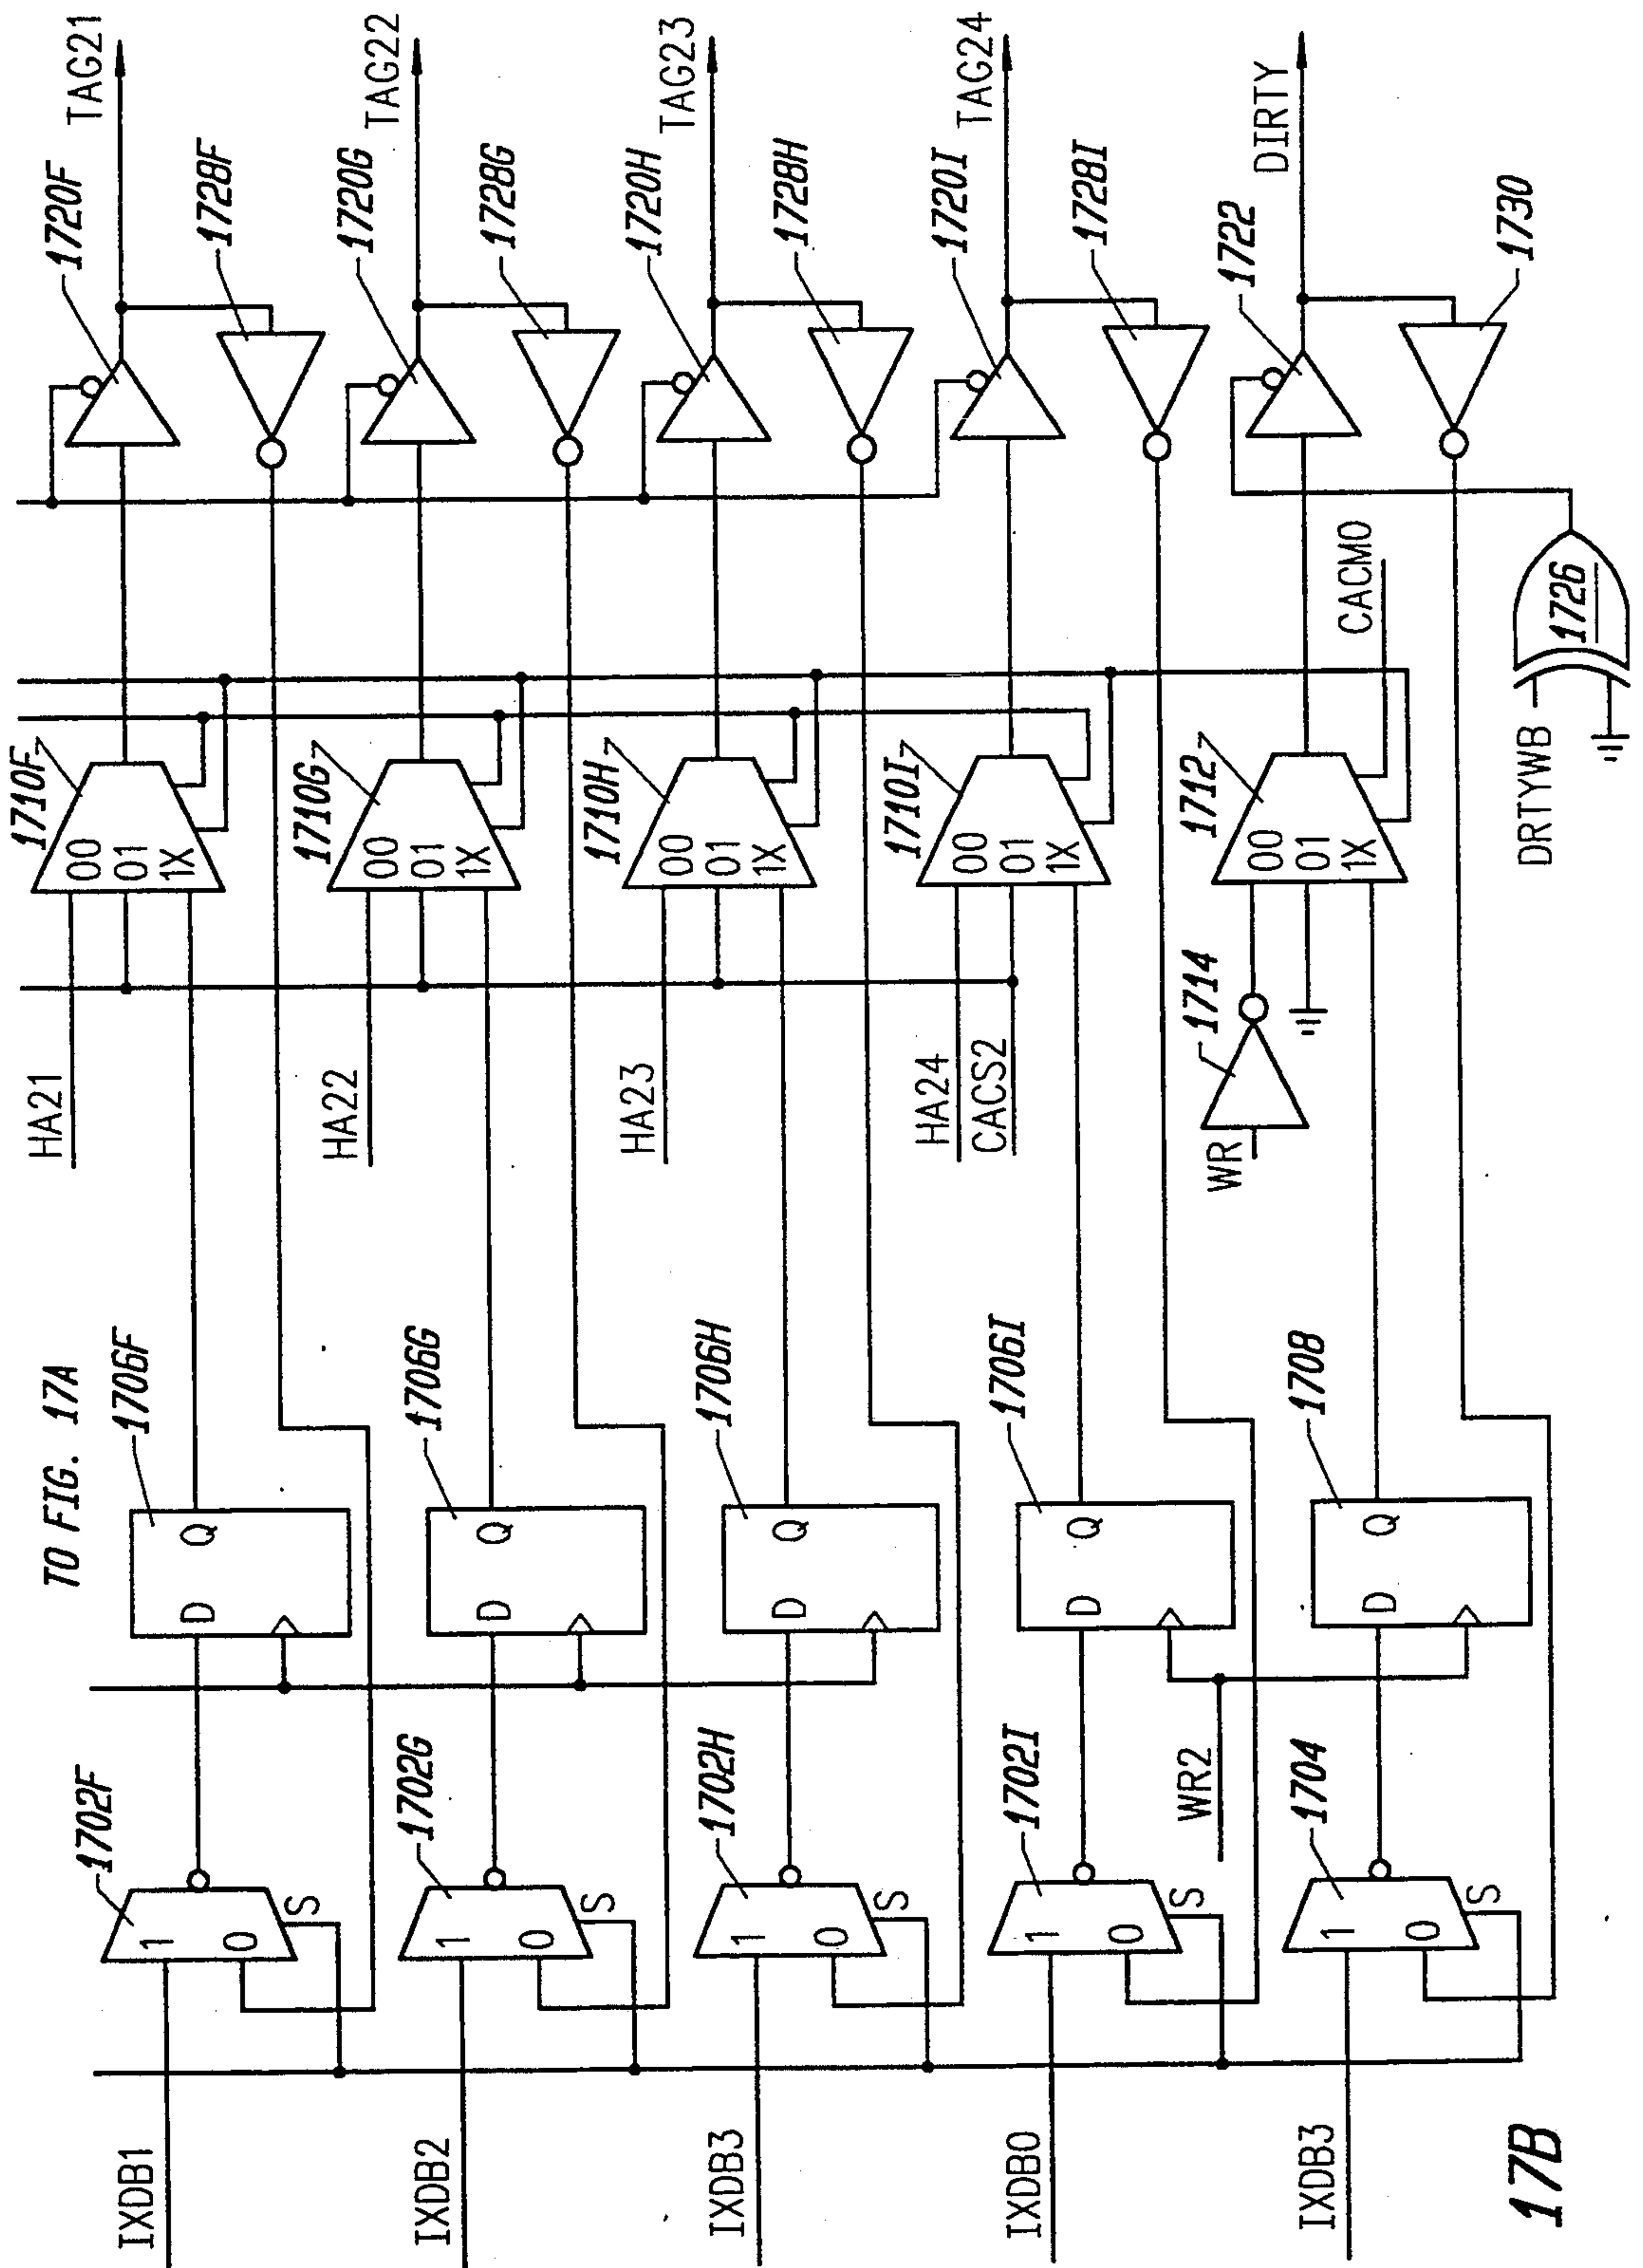 TO FIG. 17A
IXDB1
1702F
1
0
S
1706F
D
Q
HA21
1710F
00
01
1X
1720F
TAG21
1728F
IXDB2
1702G
1
0
S
1706G
D
Q
HA22
1710G
00
01
1X
1720G
TAG22
1728G
IXDB3
1702H
1
0
S
1706H
D
Q
HA23
1710H
00
01
1X
1720H
TAG23
1728H
IXDB0
1702I
1
0
S
1706I
D
Q
HA24
CACS2
1710I
00
01
1X
1720I
TAG24
1728I
WR2
IXDB3
1704
1
0
S
1708
D
Q
WR
1714
1712
00
01
1X
CACM0
1722
DIRTY
1730
DRTYWB
1726
17B